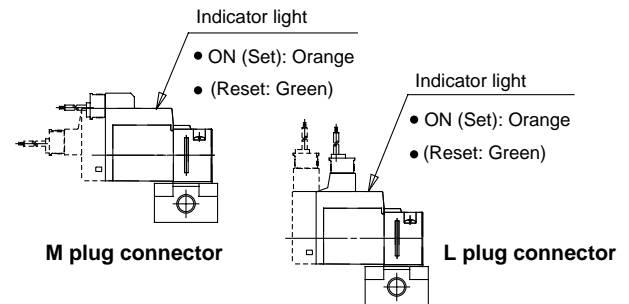 Indicator light
● ON (Set): Orange
● (Reset: Green)
M plug connector
Indicator light
● ON (Set): Orange
● (Reset: Green)
L plug connector